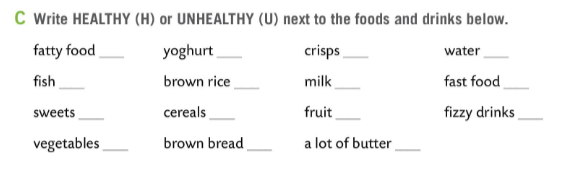 C Write HEALTHY (H) or UNHEALTHY (U) next to the foods and drinks below.
fatty food ____ yoghurt ____ crisps ____ water ____
fish ____ brown rice ____ milk ____ fast food ____
sweets ____ cereals ____ fruit ____ fizzy drinks ____
vegetables ____ brown bread ____ a lot of butter ____